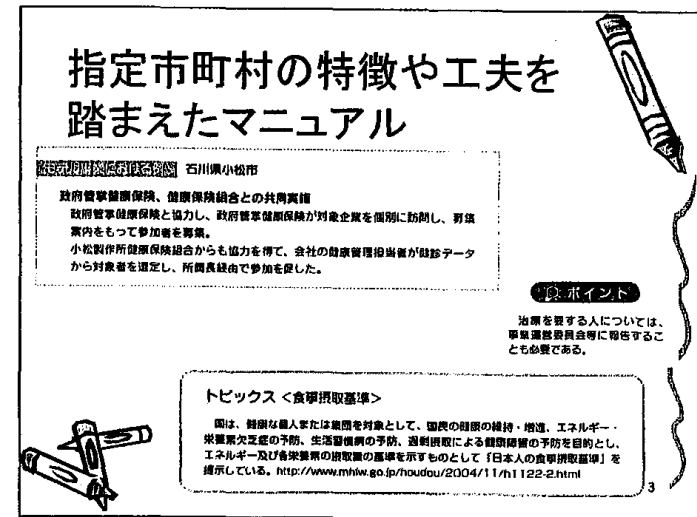 指定市町村の特徴や工夫を
踏まえたマニュアル
石川県小松市
政府管掌健康保険、健康保険組合との共同実施
政府管掌健康保険と協力し、政府管掌健康保険が対象企業を個別に訪問し、募集
案内をもって参加者を募集。
小松製作所健康保険組合からも協力を得て、会社の健康管理担当者が健診データ
から対象者を選定し、所属長経由で参加を促した。
ポイント
治療を要する人については、
事業運営委員会等に報告するこ
とも必要である。
トピックス <食事摂取基準>
国は、健康な個人または集団を対象として、国民の健康の維持・増進、エネルギー・
栄養素欠乏症の予防、生活習慣病の予防、過剰摂取による健康障害の予防を目的とし、
エネルギー及び各栄養素の摂取量の基準を示すものとして「日本人の食事摂取基準」を
提示している。http://www.mhlw.go.jp/houdou/2004/11/h1122-2.html
3